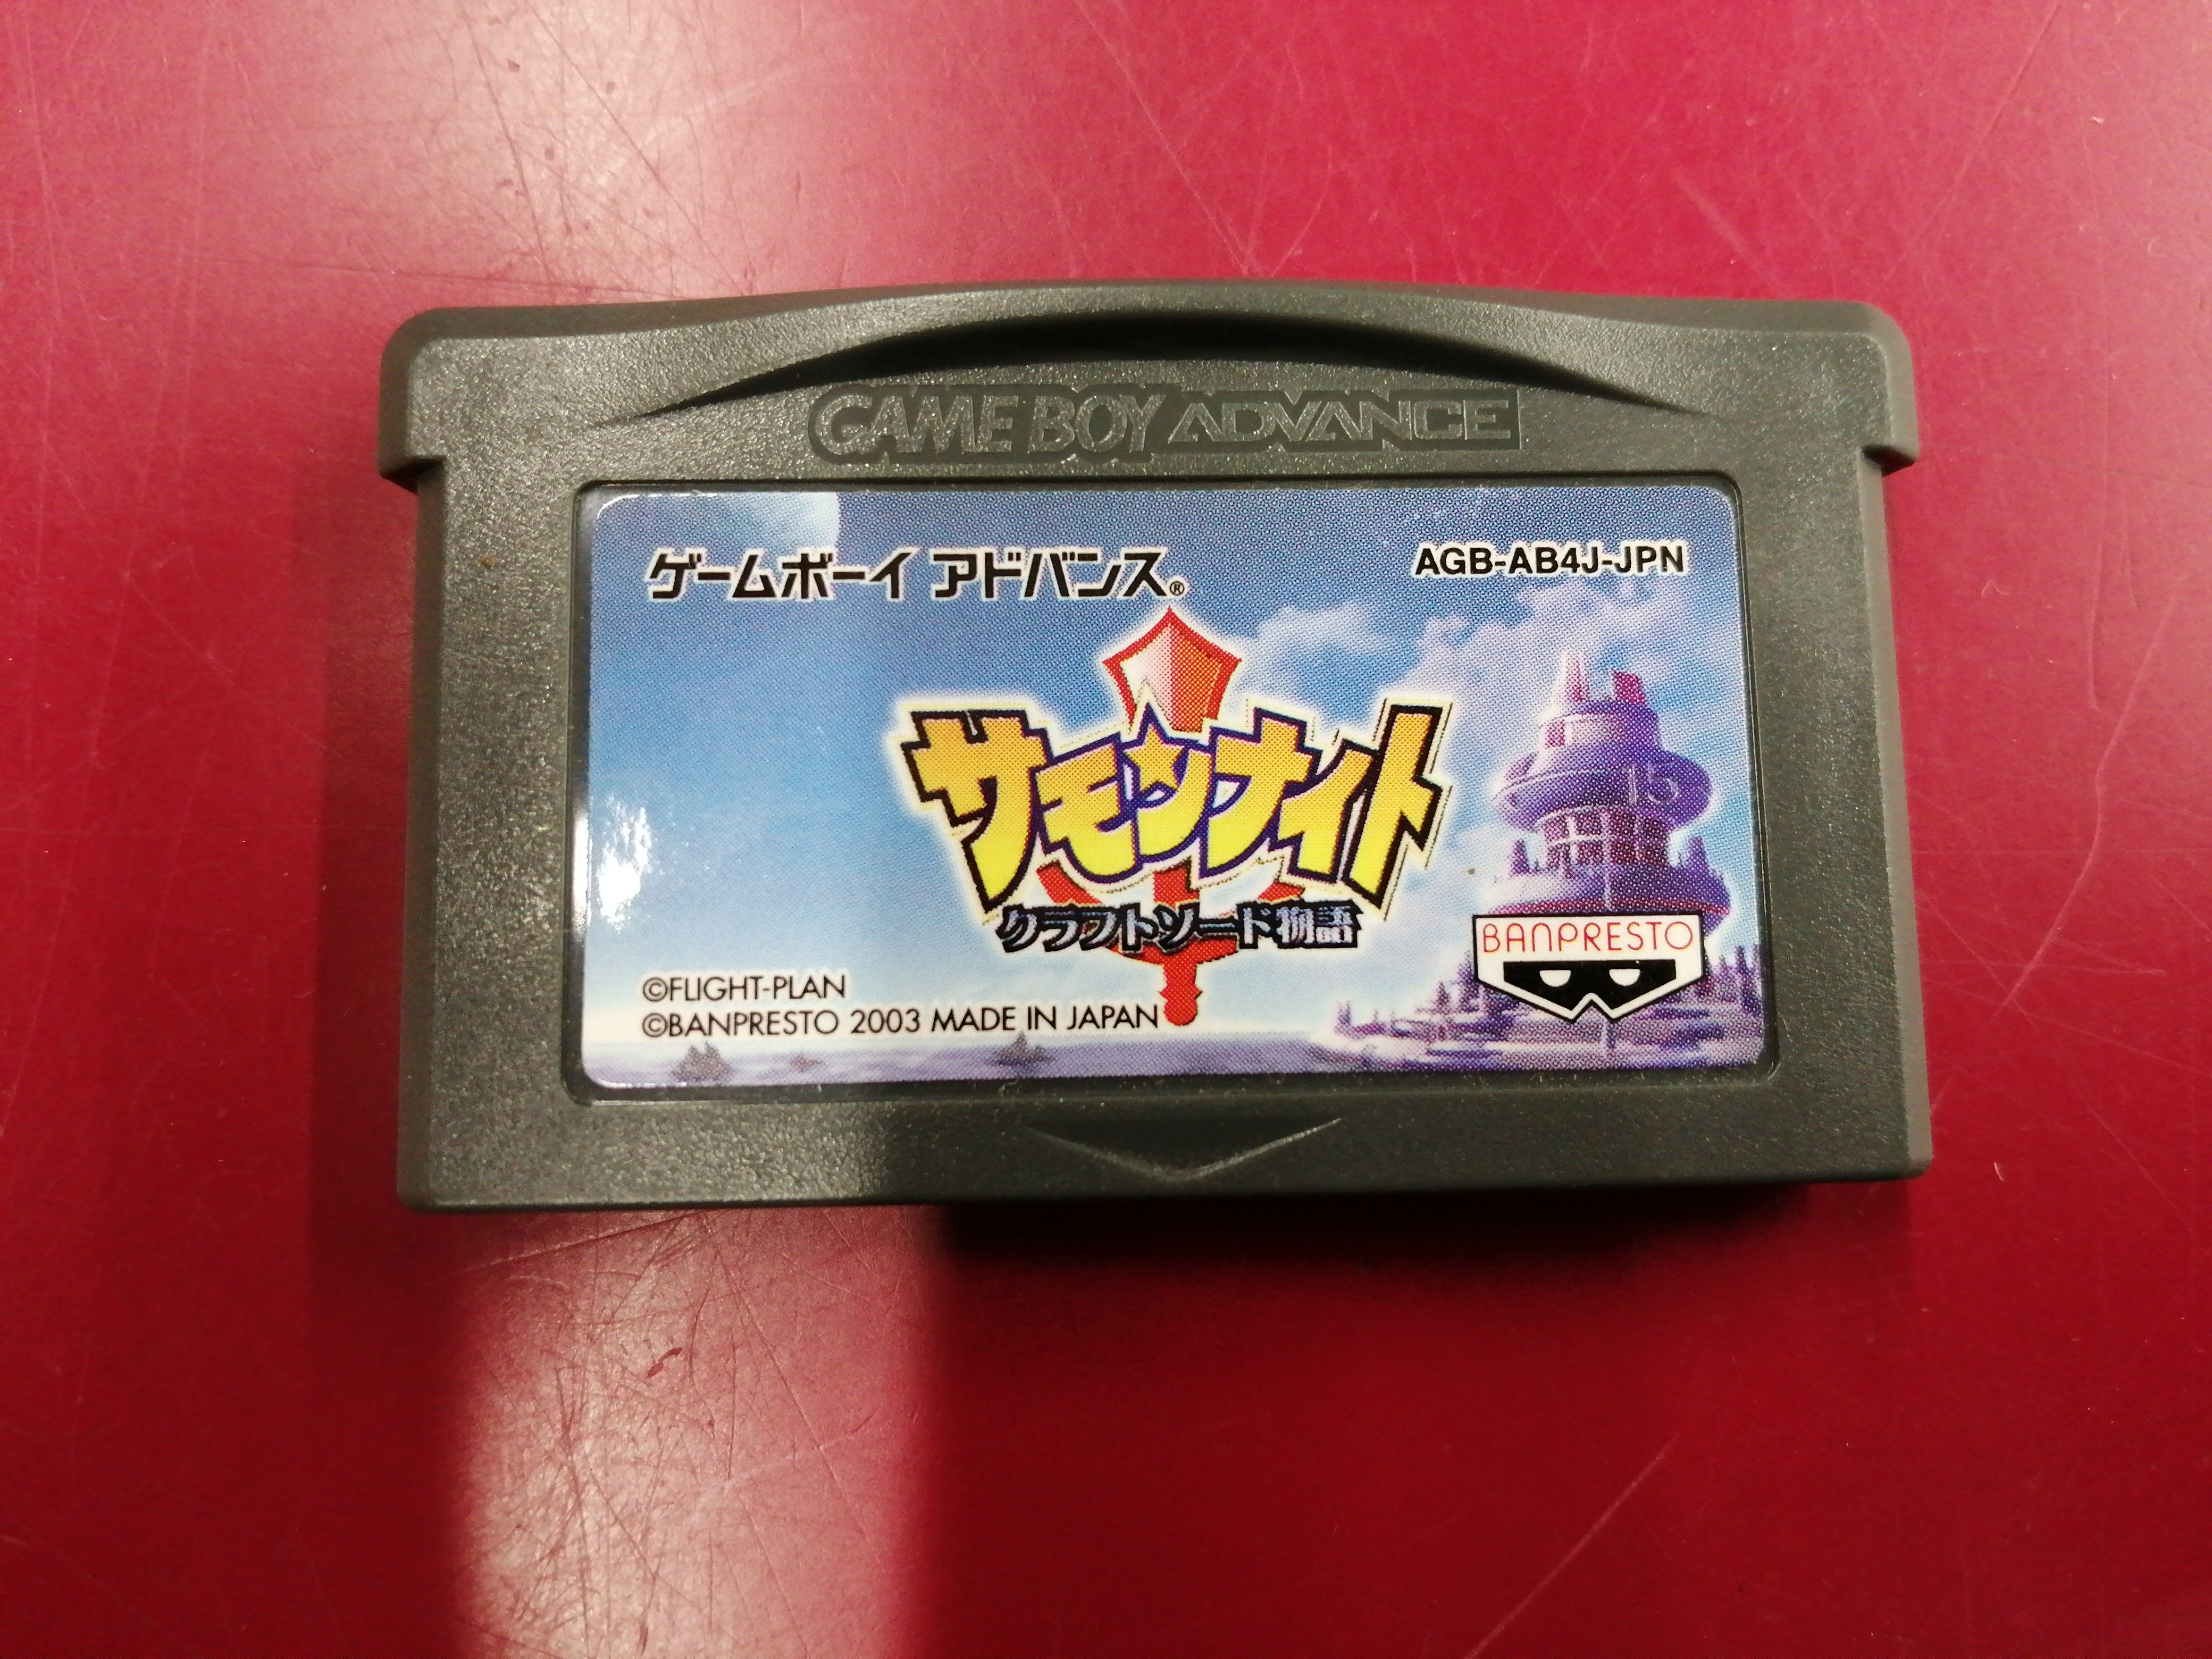 GAME BOY ADVANCE
ゲームボーイ アドバンス®
AGB-AB4J-JPN
サモンナイト
クラフトソード物語
BANPRESTO
©FLIGHT-PLAN
©BANPRESTO 2003 MADE IN JAPAN
15